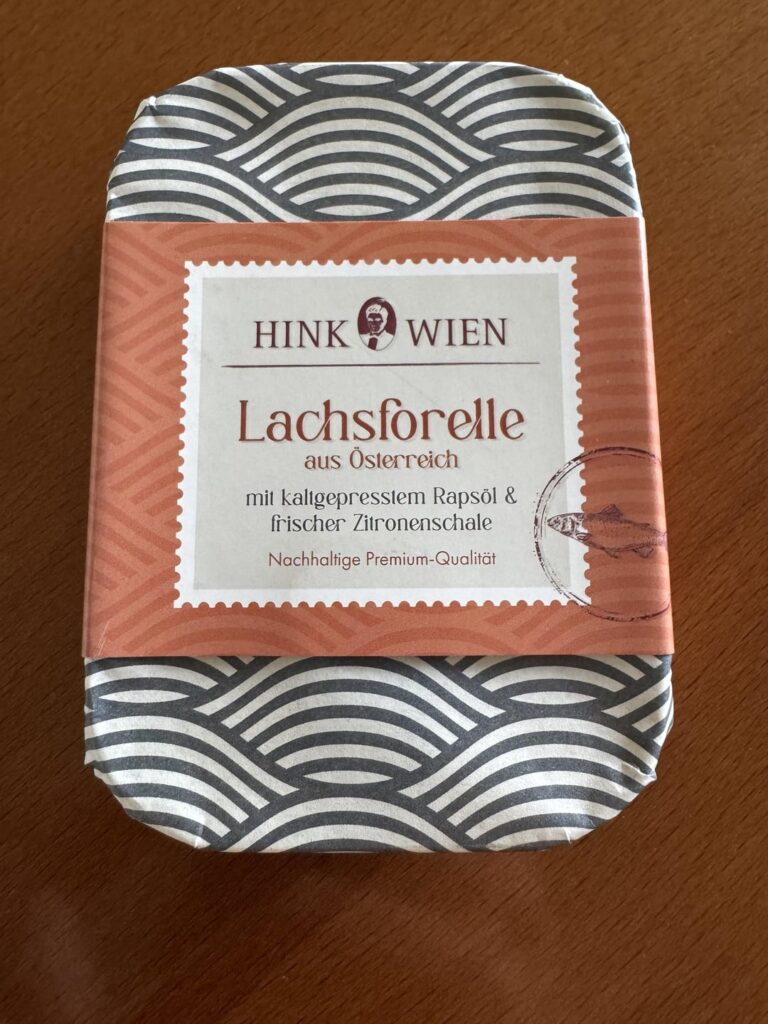 HINK WIEN
Lachsforelle
aus Österreich
mit kaltgepresstem Rapsöl &
frischer Zitronenschale
Nachhaltige Premium-Qualität